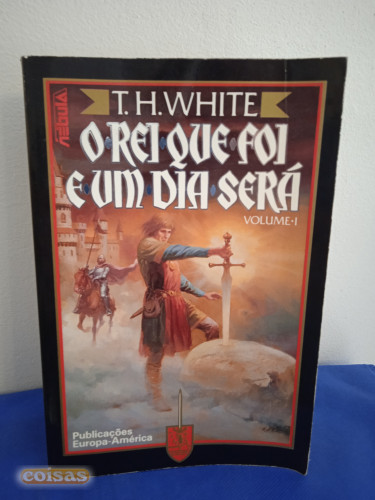 T.H.WHITE
O·REI·QUE·FOI
E·UM·DIA·SERÁ
VOLUME·I
Publicações
Europa-América
coisas